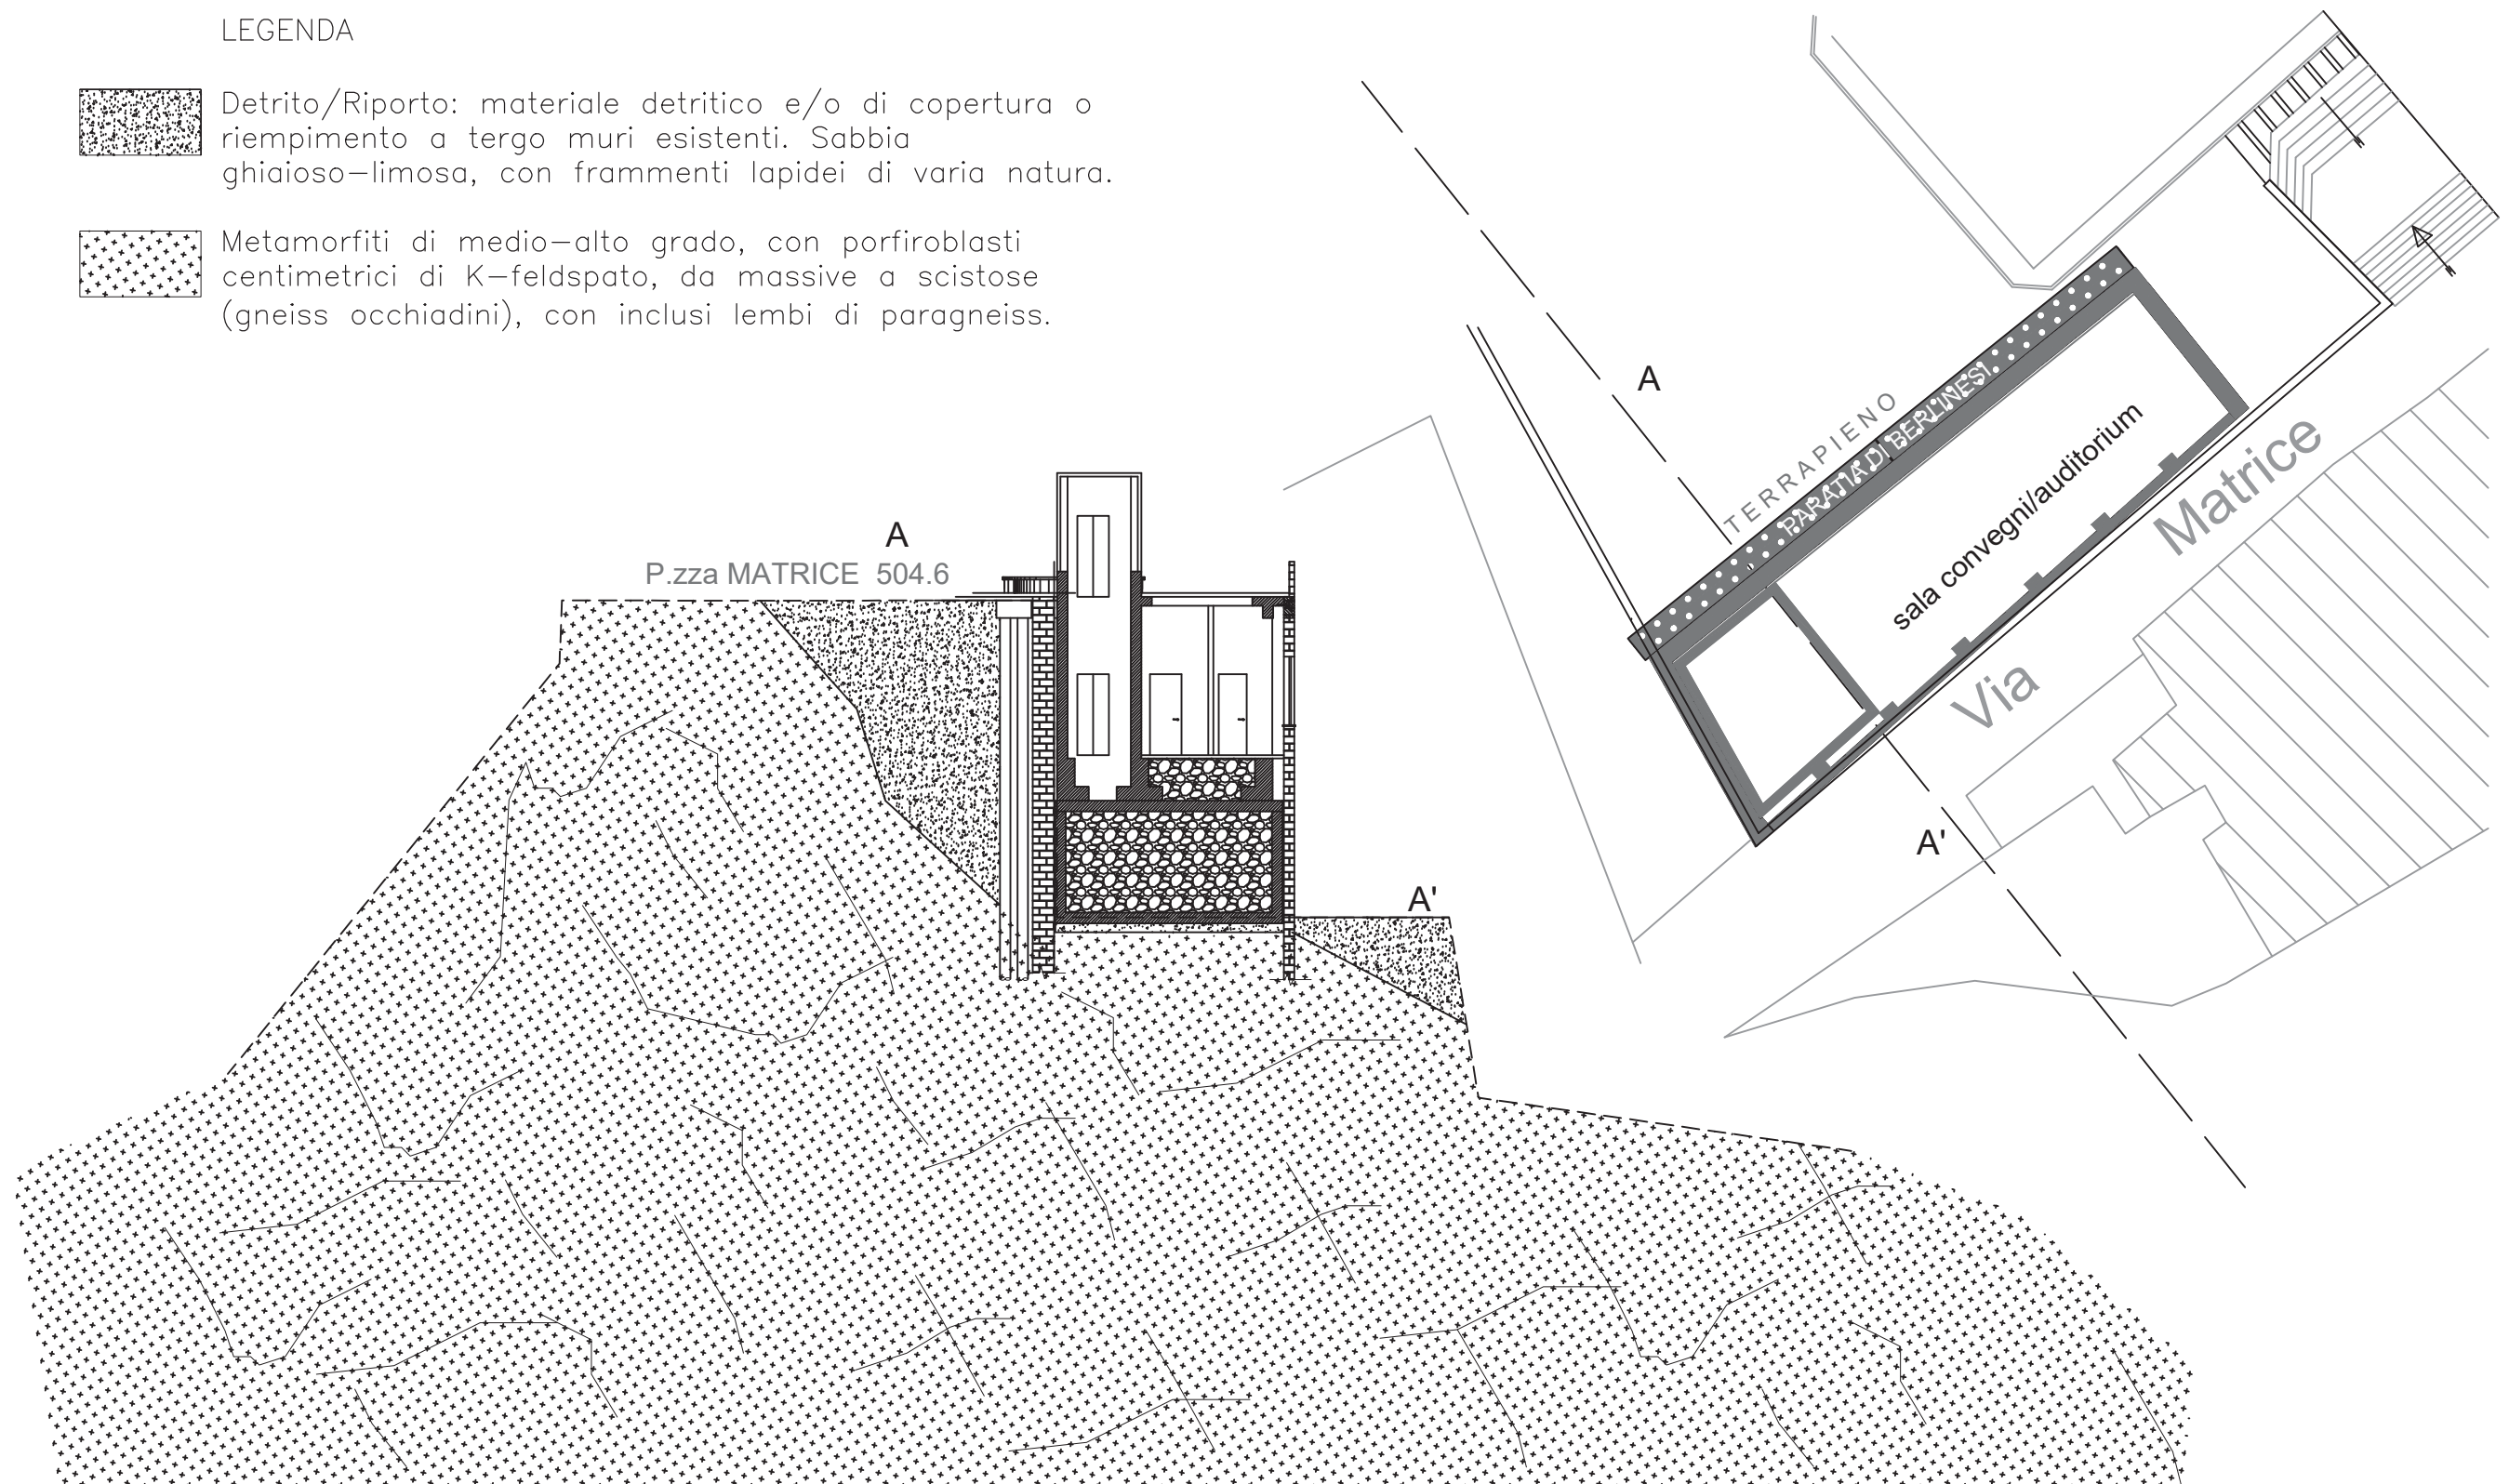 LEGENDA
Detrito/Riporto: materiale detritico e/o di copertura o
riempimento a tergo muri esistenti. Sabbia
ghiaioso-limosa, con frammenti lapidei di varia natura.
Metamorfiti di medio-alto grado, con porfiroblasti
centimetrici di K-feldspato, da massive a scistose
(gneiss occhiadini), con inclusi lembi di paragneiss.
A
TERRAPIENO
PARATIA DI BERLINESI
sala convegni/auditorium
Via Matrice
A'
A
P.zza MATRICE 504.6
A'